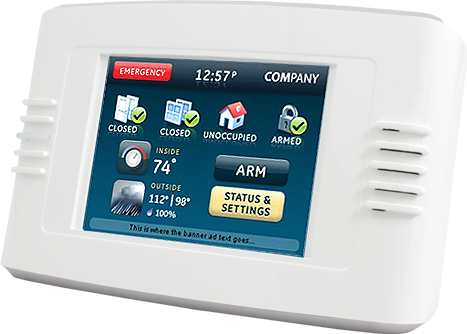 EMERGENCY 12:57P COMPANY
CLOSED CLOSED UNOCCUPIED ARMED
INSIDE
74°
ARM
OUTSIDE
112° | 98°
100%
STATUS &
SETTINGS
This is where the banner ad text goes...